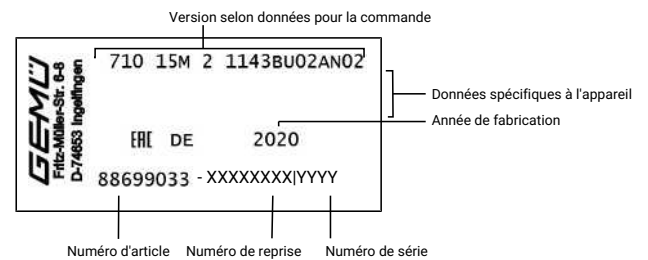 Version selon données pour la commande
GEMÜ
Fritz-Müller-Str. 6-8
D-74653 Ingelfingen
710 15M 2 1143BU02AN02
Données spécifiques à l'appareil
Année de fabrication
EAC DE 2020
88699033 - XXXXXXXX|YYYY
Numéro d'article Numéro de reprise Numéro de série